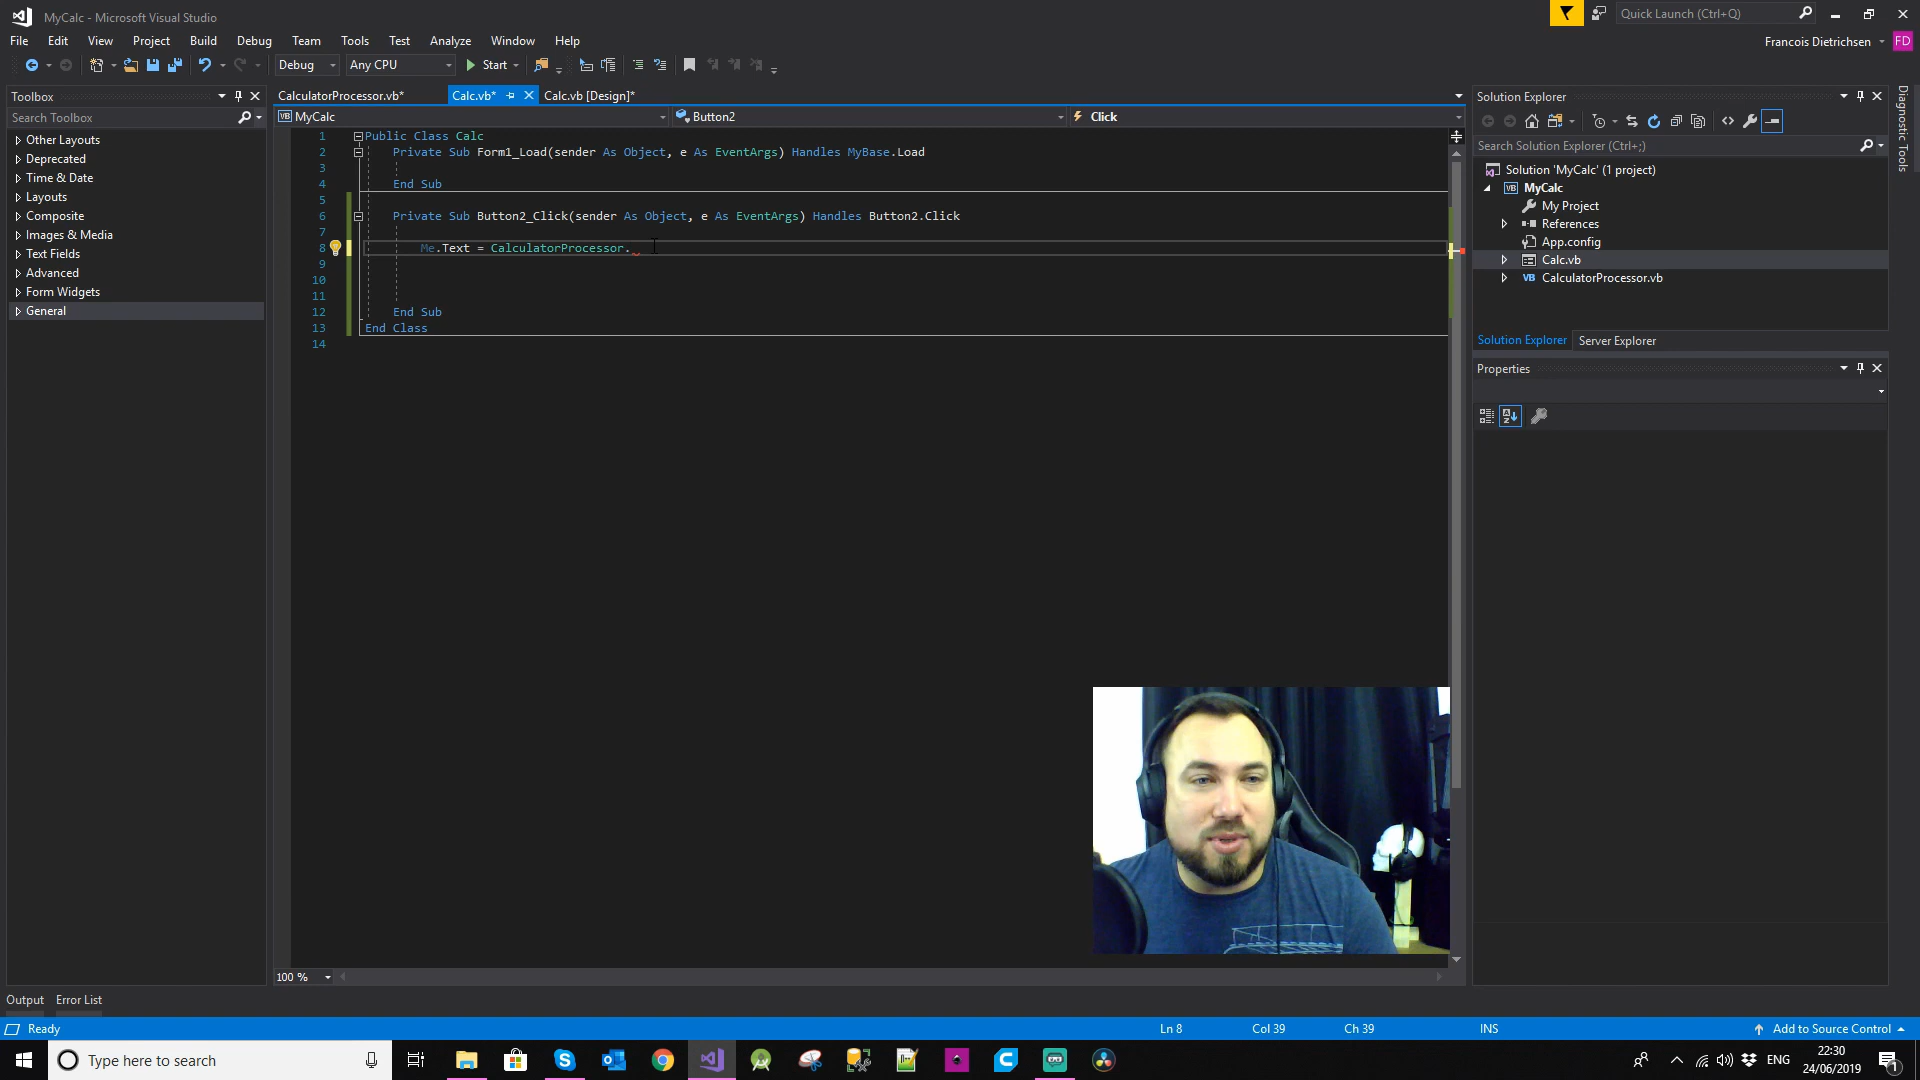 MyCalc - Microsoft Visual Studio
Quick Launch (Ctrl+Q)
File Edit View Project Build Debug Team Tools Test Analyze Window Help
Francois Dietrichsen
FD
Debug Any CPU Start
Toolbox
Search Toolbox
Other Layouts
Deprecated
Time & Date
Layouts
Composite
Images & Media
Text Fields
Advanced
Form Widgets
General
CalculatorProcessor.vb* Calc.vb* Calc.vb [Design]*
VB MyCalc Button2 Click
1 Public Class Calc
2 Private Sub Form1_Load(sender As Object, e As EventArgs) Handles MyBase.Load
3
4 End Sub
5
6 Private Sub Button2_Click(sender As Object, e As EventArgs) Handles Button2.Click
7
8 Me.Text = CalculatorProcessor.
9
10
11
12 End Sub
13 End Class
14
100 %
Solution Explorer
Search Solution Explorer (Ctrl+;)
Solution 'MyCalc' (1 project)
VB MyCalc
My Project
References
App.config
Calc.vb
VB CalculatorProcessor.vb
Solution Explorer Server Explorer
Properties
Diagnostic Tools
Output Error List
Ready Ln 8 Col 39 Ch 39 INS Add to Source Control
Type here to search
ENG
22:30
24/06/2019
1